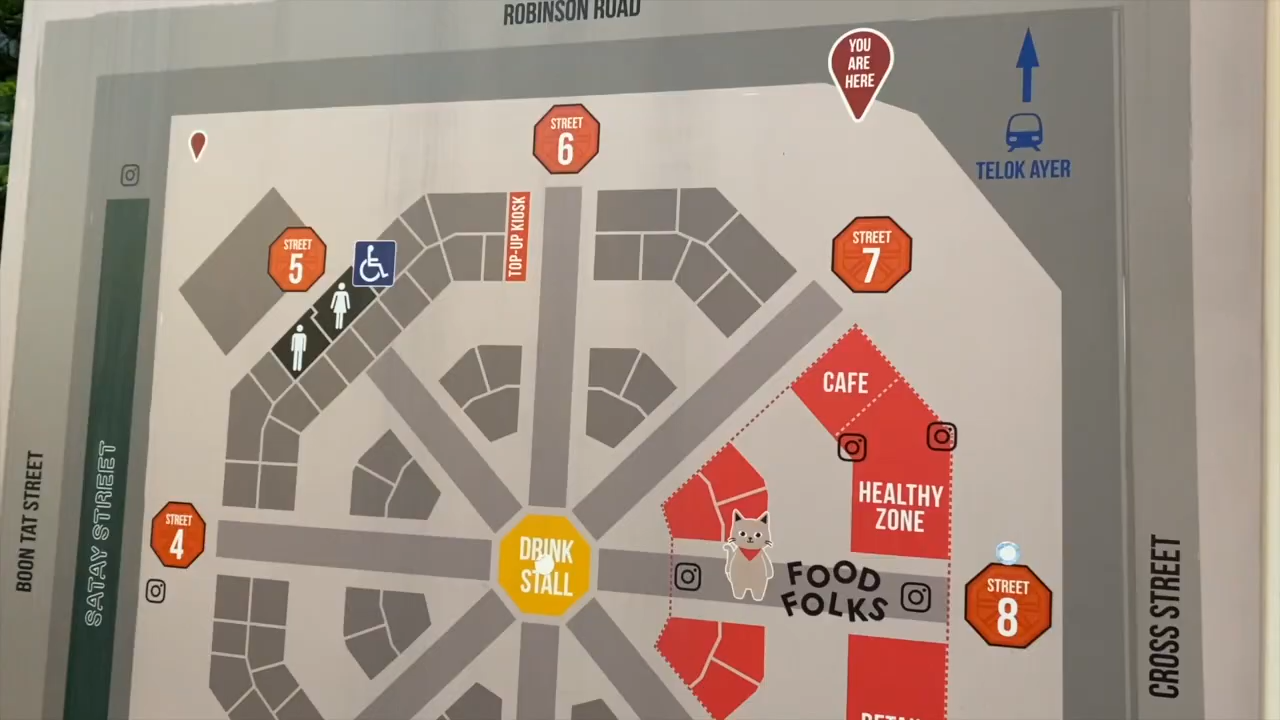 ROBINSON ROAD
YOU
ARE
HERE
TELOK AYER
STREET
6
STREET
5
TOP-UP KIOSK
STREET
7
CAFE
HEALTHY
ZONE
STREET
4
DRINK
STALL
FOOD
FOLKS
STREET
8
BOON TAT STREET
SATAY STREET
CROSS STREET